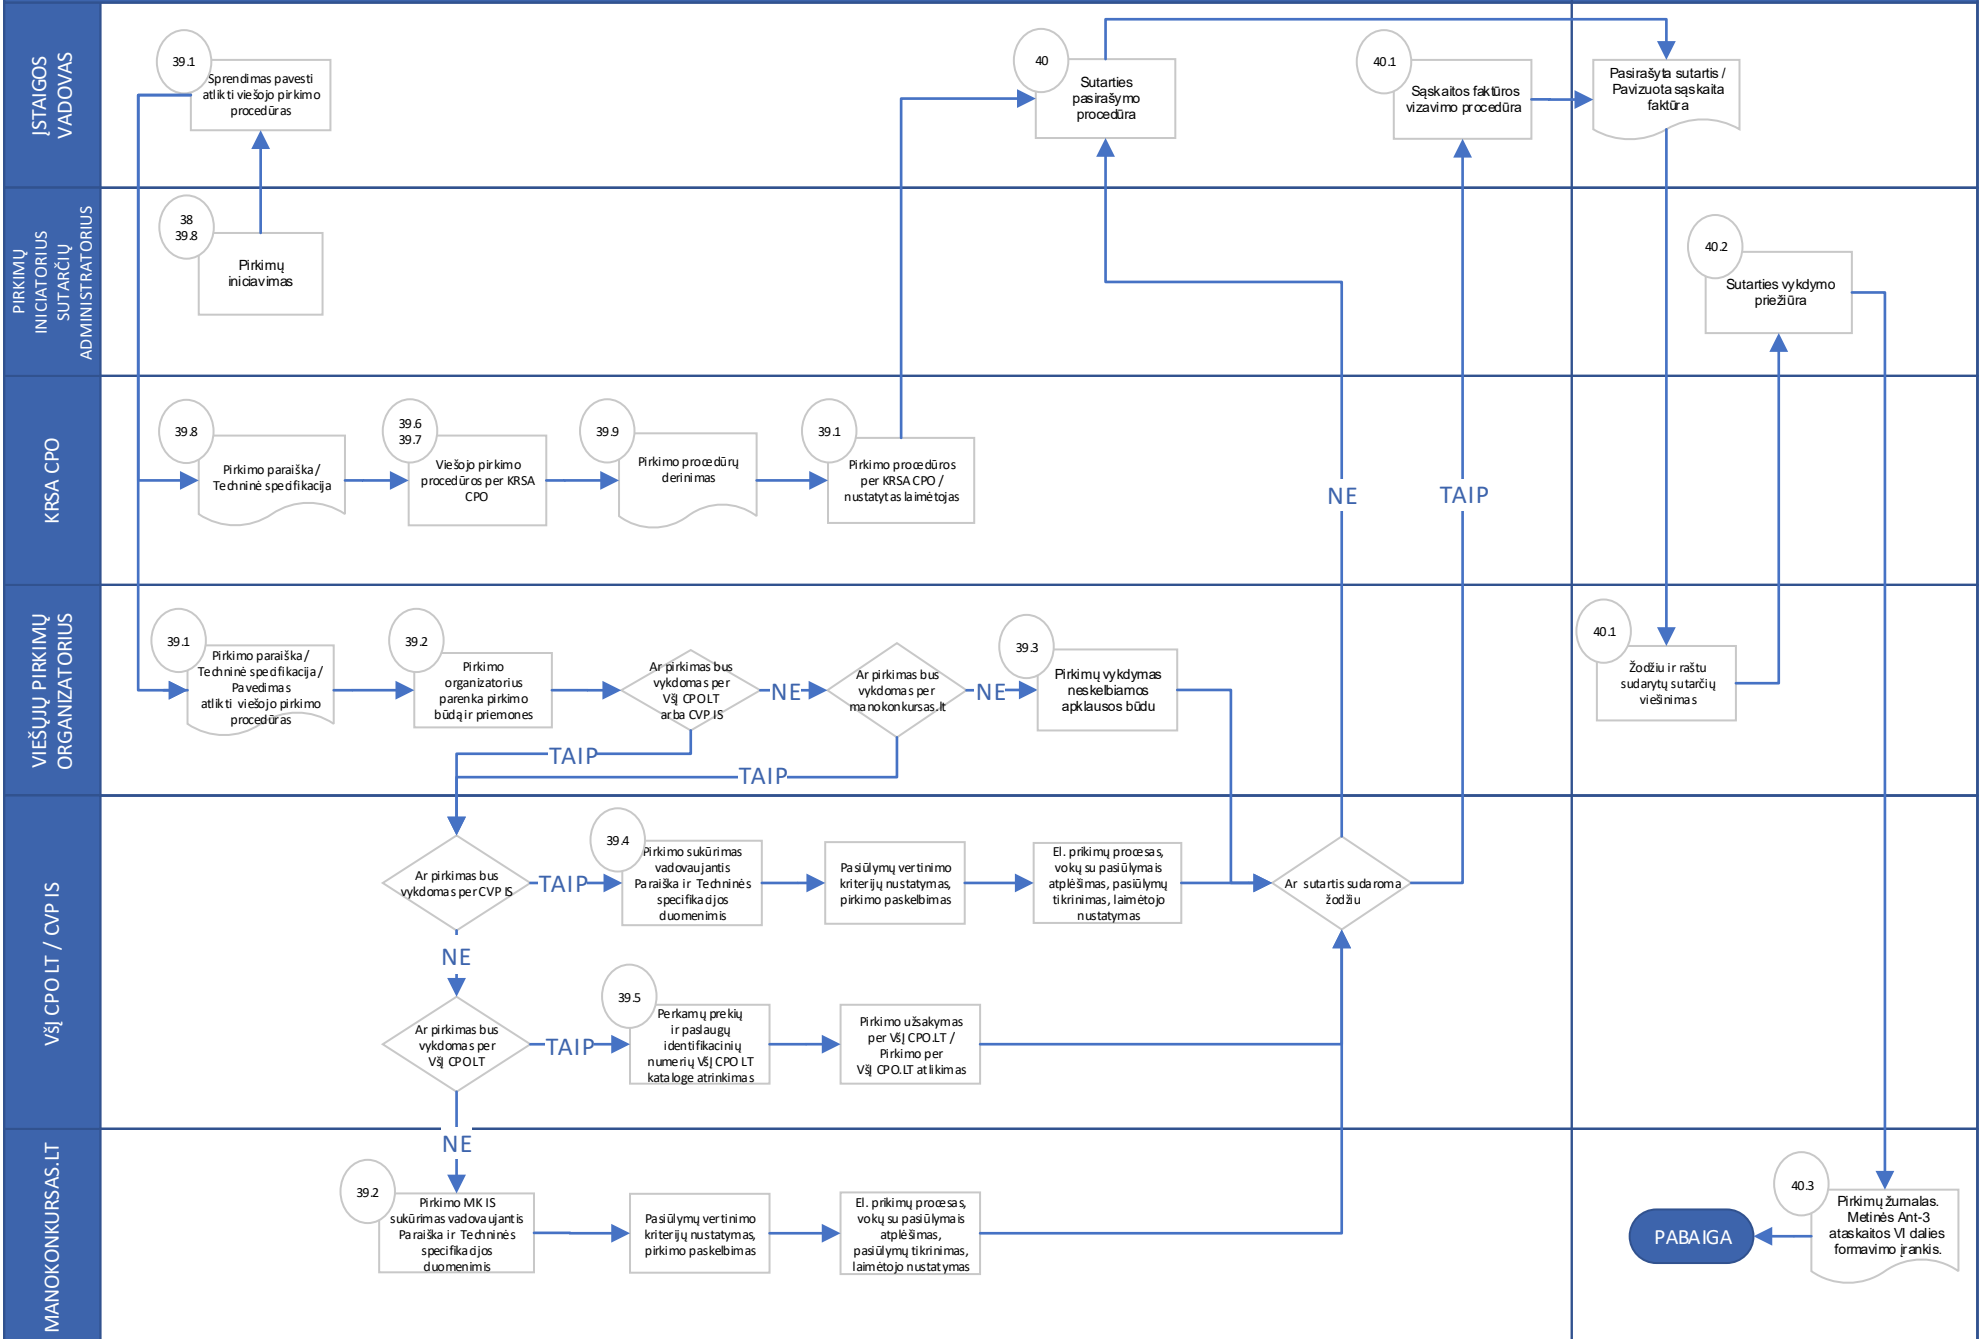 ĮSTAIGOS
VADOVAS
39.1
Sprendimas pavesti
atlikti viešojo pirkimo
procedūras
40
Sutarties
pasirašymo
procedūra
40.1
Sąskaitos faktūros
vizavimo procedūra
Pasirašyta sutartis /
Pavizuota sąskaita
faktūra
PIRKIMŲ
INICIATORIUS
SUTARČIŲ
ADMINISTRATORIUS
38
39.8
Pirkimų
iniciavimas
40.2
Sutarties vykdymo
priežiūra
KRSA CPO
39.8
Pirkimo paraiška /
Techninė specifikacija
39.6
39.7
Viešojo pirkimo
procedūros per KRSA
CPO
39.9
Pirkimo procedūrų
derinimas
39.1
Pirkimo procedūros
per KRSA CPO /
nustatytas laimėtojas
NE
TAIP
VIEŠŲJŲ PIRKIMŲ
ORGANIZATORIUS
39.1
Pirkimo paraiška /
Techninė specifikacija /
Pavedimas
atlikti viešojo pirkimo
procedūras
39.2
Pirkimo
organizatorius
parenka pirkimo
būdą ir priemones
Ar pirkimas bus
vykdomas per
VšĮ CPO LT
arba CVP IS
NE
Ar pirkimas bus
vykdomas per
manokonkursas.lt
NE
39.3
Pirkimų vykdymas
neskelbiamos
apklausos būdu
40.1
Žodžiu ir raštu
sudarytų sutarčių
viešinimas
TAIP
TAIP
VšĮ CPO LT / CVP IS
Ar pirkimas bus
vykdomas per CVP IS
TAIP
39.4
Pirkimo sukūrimas
vadovaujantis
Paraiška ir Techninės
specifikacijos
duomenimis
Pasiūlymų vertinimo
kriterijų nustatymas,
pirkimo paskelbimas
El. prikimų procesas,
vokų su pasiūlymais
atplėšimas, pasiūlymų
tikrinimas, laimėtojo
nustatymas
Ar sutartis sudaroma
žodžiu
NE
Ar pirkimas bus
vykdomas per
VšĮ CPO LT
TAIP
39.5
Perkamų prekių
ir paslaugų
identifikacinių
numerių VšĮ CPO LT
kataloge atrinkimas
Pirkimo užsakymas
per VšĮ CPO.LT /
Pirkimo per
VšĮ CPO.LT atlikimas
NE
MANOKONKURSAS.LT
39.2
Pirkimo MK IS
sukūrimas vadovaujantis
Paraiška ir Techninės
specifikacijos
duomenimis
Pasiūlymų vertinimo
kriterijų nustatymas,
pirkimo paskelbimas
El. prikimų procesas,
vokų su pasiūlymais
atplėšimas,
pasiūlymų tikrinimas,
laimėtojo nustatymas
PABAIGA
40.3
Pirkimų žurnalas.
Metinės Ant-3
ataskaitos VI dalies
formavimo įrankis.